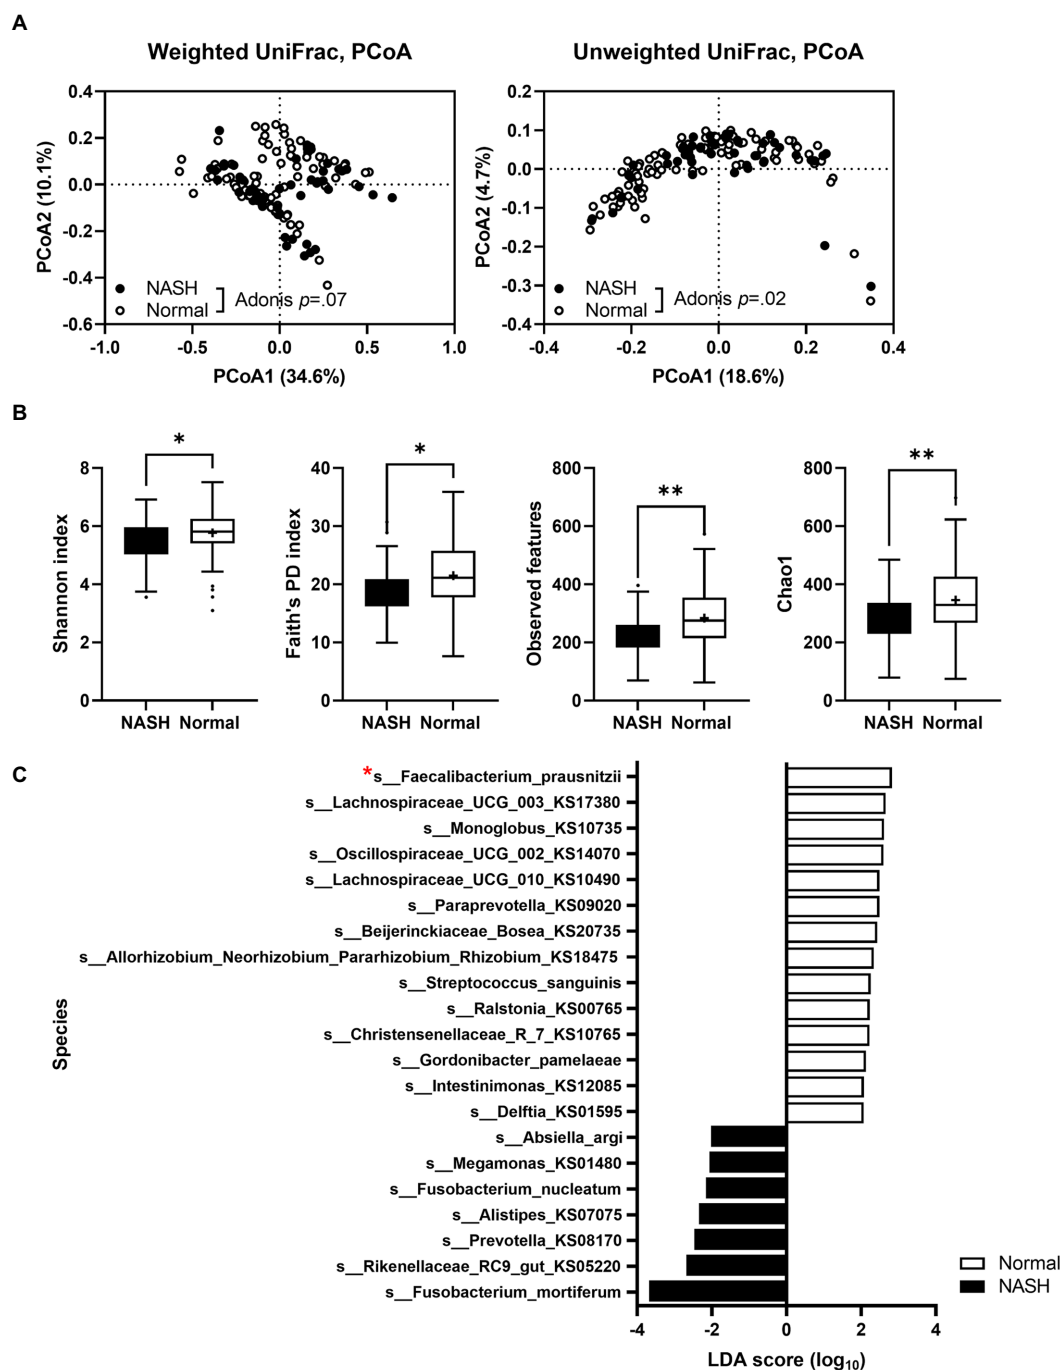 A
Weighted UniFrac, PCoA
0.4
0.2
0.0
-0.2
-0.4
-0.6
PCoA2 (10.1%)
NASH
Normal
Adonis p=.07
-1.0 -0.5 0.0 0.5 1.0
PCoA1 (34.6%)
Unweighted UniFrac, PCoA
0.2
0.1
0.0
-0.1
-0.2
-0.3
-0.4
PCoA2 (4.7%)
NASH
Normal
Adonis p=.02
-0.4 -0.2 0.0 0.2 0.4
PCoA1 (18.6%)
B
*
8
6
4
2
0
Shannon index
NASH Normal
*
40
30
20
10
0
Faith's PD index
NASH Normal
**
800
600
400
200
0
Observed features
NASH Normal
**
800
600
400
200
0
Chao1
NASH Normal
C
Species
*s__Faecalibacterium_prausnitzii
s__Lachnospiraceae_UCG_003_KS17380
s__Monoglobus_KS10735
s__Oscillospiraceae_UCG_002_KS14070
s__Lachnospiraceae_UCG_010_KS10490
s__Paraprevotella_KS09020
s__Beijerinckiaceae_Bosea_KS20735
s__Allorhizobium_Neorhizobium_Pararhizobium_Rhizobium_KS18475
s__Streptococcus_sanguinis
s__Ralstonia_KS00765
s__Christensenellaceae_R_7_KS10765
s__Gordonibacter_pamelaeae
s__Intestinimonas_KS12085
s__Delftia_KS01595
s__Absiella_argi
s__Megamonas_KS01480
s__Fusobacterium_nucleatum
s__Alistipes_KS07075
s__Prevotella_KS08170
s__Rikenellaceae_RC9_gut_KS05220
s__Fusobacterium_mortiferum
Normal
NASH
-4 -2 0 2 4
LDA score (log10)